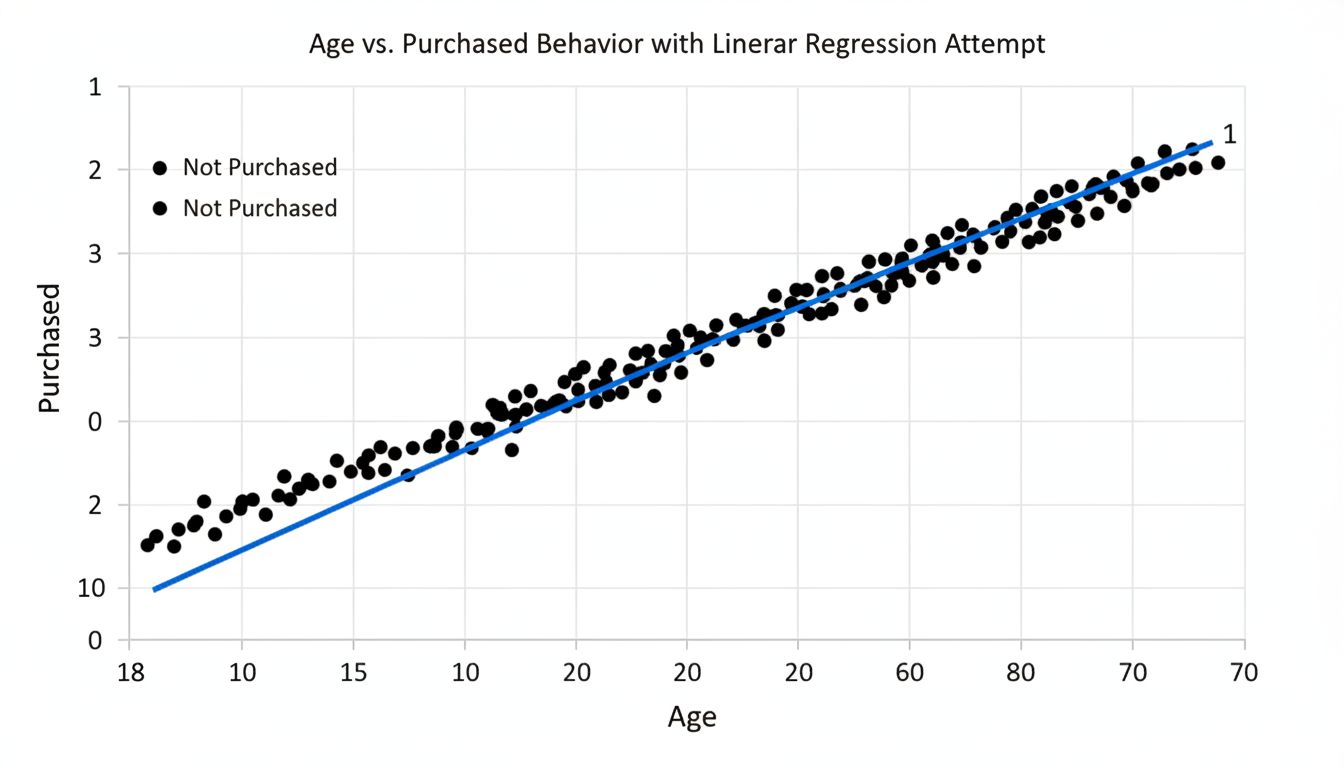 Age vs. Purchased Behavior with Linerar Regression Attempt
1
1
2
Not Purchased
Not Purchased
3
3
0
2
10
0
Purchased
18 10 15 10 20 20 20 60 80 70 70
Age